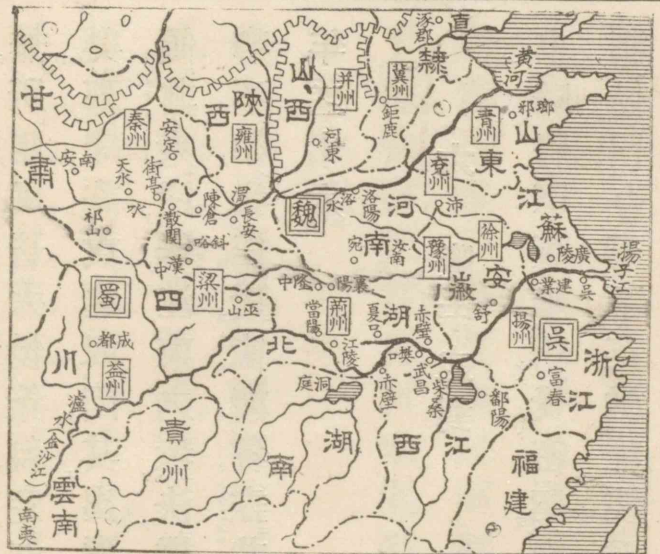 涿郡
直隸
黄河
山西
并州
冀州
鉅鹿
甘肅
陝西
秦州
安定
雍州
河東
青州
瑯邪
山東
兗州
南安
天水
街亭
陳倉
渭水
長安
洛水
洛陽
河南
沛
江蘇
祁山
散關
斜峪
魏
宛
汝南
豫州
徐州
廣陵
揚子江
漢中
梁州
巫山
隆中
襄陽
安徽
建業
吳
蜀
四川
荊州
當陽
夏口
湖北
赤壁
舒
揚州
吳
成都
益州
江陵
樊口
武昌
赤壁
柴桑
富春
浙江
洞庭
鄱陽
瀘水(金沙江)
貴州
湖南
江西
福建
雲南
南夷